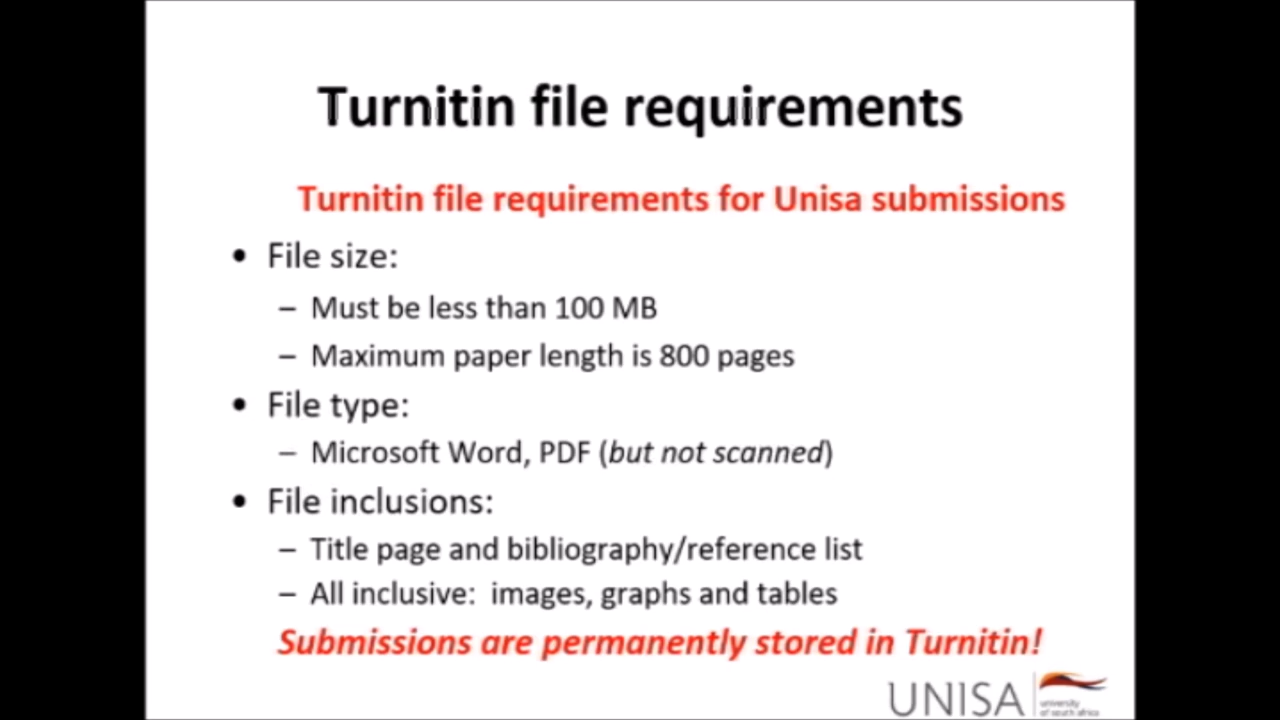 Turnitin file requirements
Turnitin file requirements for Unisa submissions
• File size:
– Must be less than 100 MB
– Maximum paper length is 800 pages
• File type:
– Microsoft Word, PDF (but not scanned)
• File inclusions:
– Title page and bibliography/reference list
– All inclusive:  images, graphs and tables
Submissions are permanently stored in Turnitin!
UNISA
university
of south africa